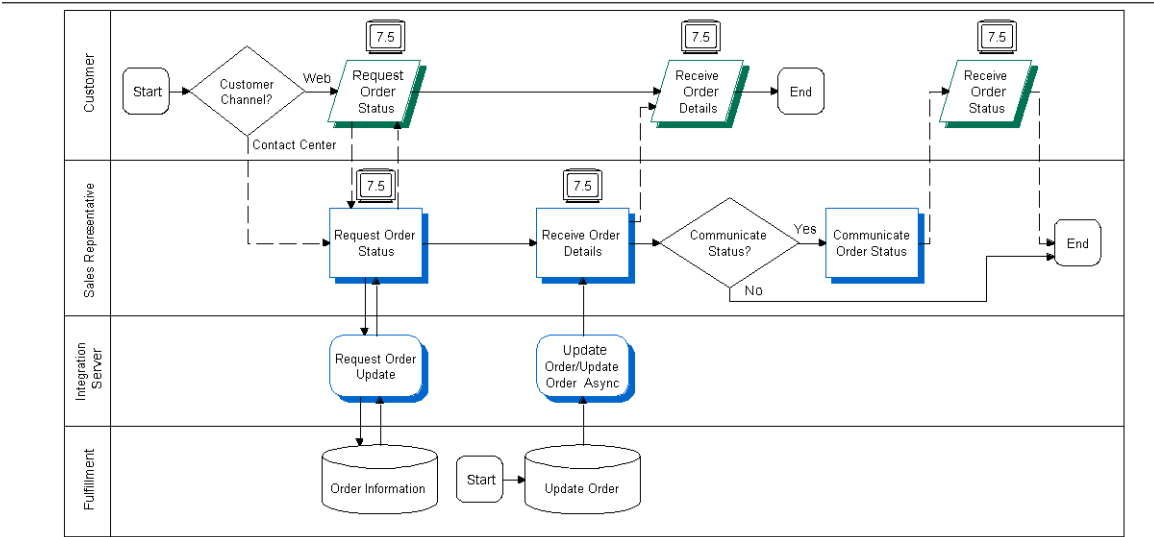 Customer
7.5
7.5
7.5
Start
Customer
Channel?
Web
Request
Order
Status
Receive
Order
Details
End
Receive
Order
Status
Contact Center
Sales Representative
7.5
7.5
Request Order
Status
Receive Order
Details
Communicate
Status?
Yes
Communicate
Order Status
End
No
Integration
Server
Request Order
Update
Update
Order/Update
Order Async
Fulfillment
Order Information
Start
Update Order